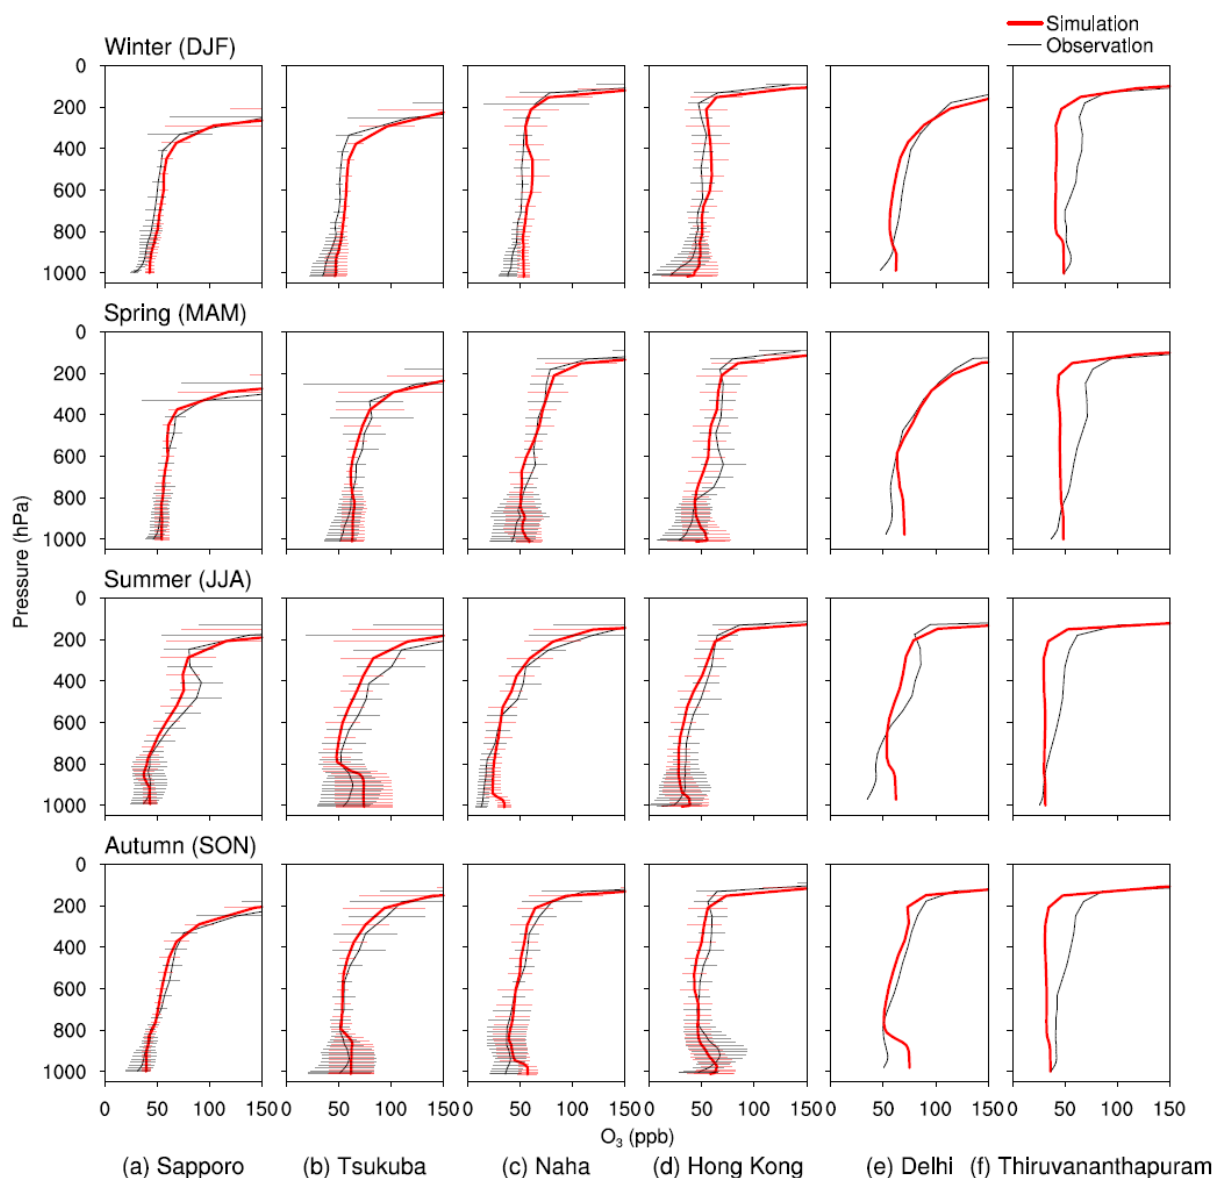 Simulation
Observation
Winter (DJF)
0
200
400
600
800
1000
Spring (MAM)
0
200
400
600
800
1000
Pressure (hPa)
Summer (JJA)
0
200
400
600
800
1000
Autumn (SON)
0
200
400
600
800
1000
0 50 100 150 0 50 100 150 0 50 100 150 0 50 100 150 0 50 100 150 0 50 100 150
O₃ (ppb)
(a) Sapporo (b) Tsukuba (c) Naha (d) Hong Kong (e) Delhi (f) Thiruvananthapuram